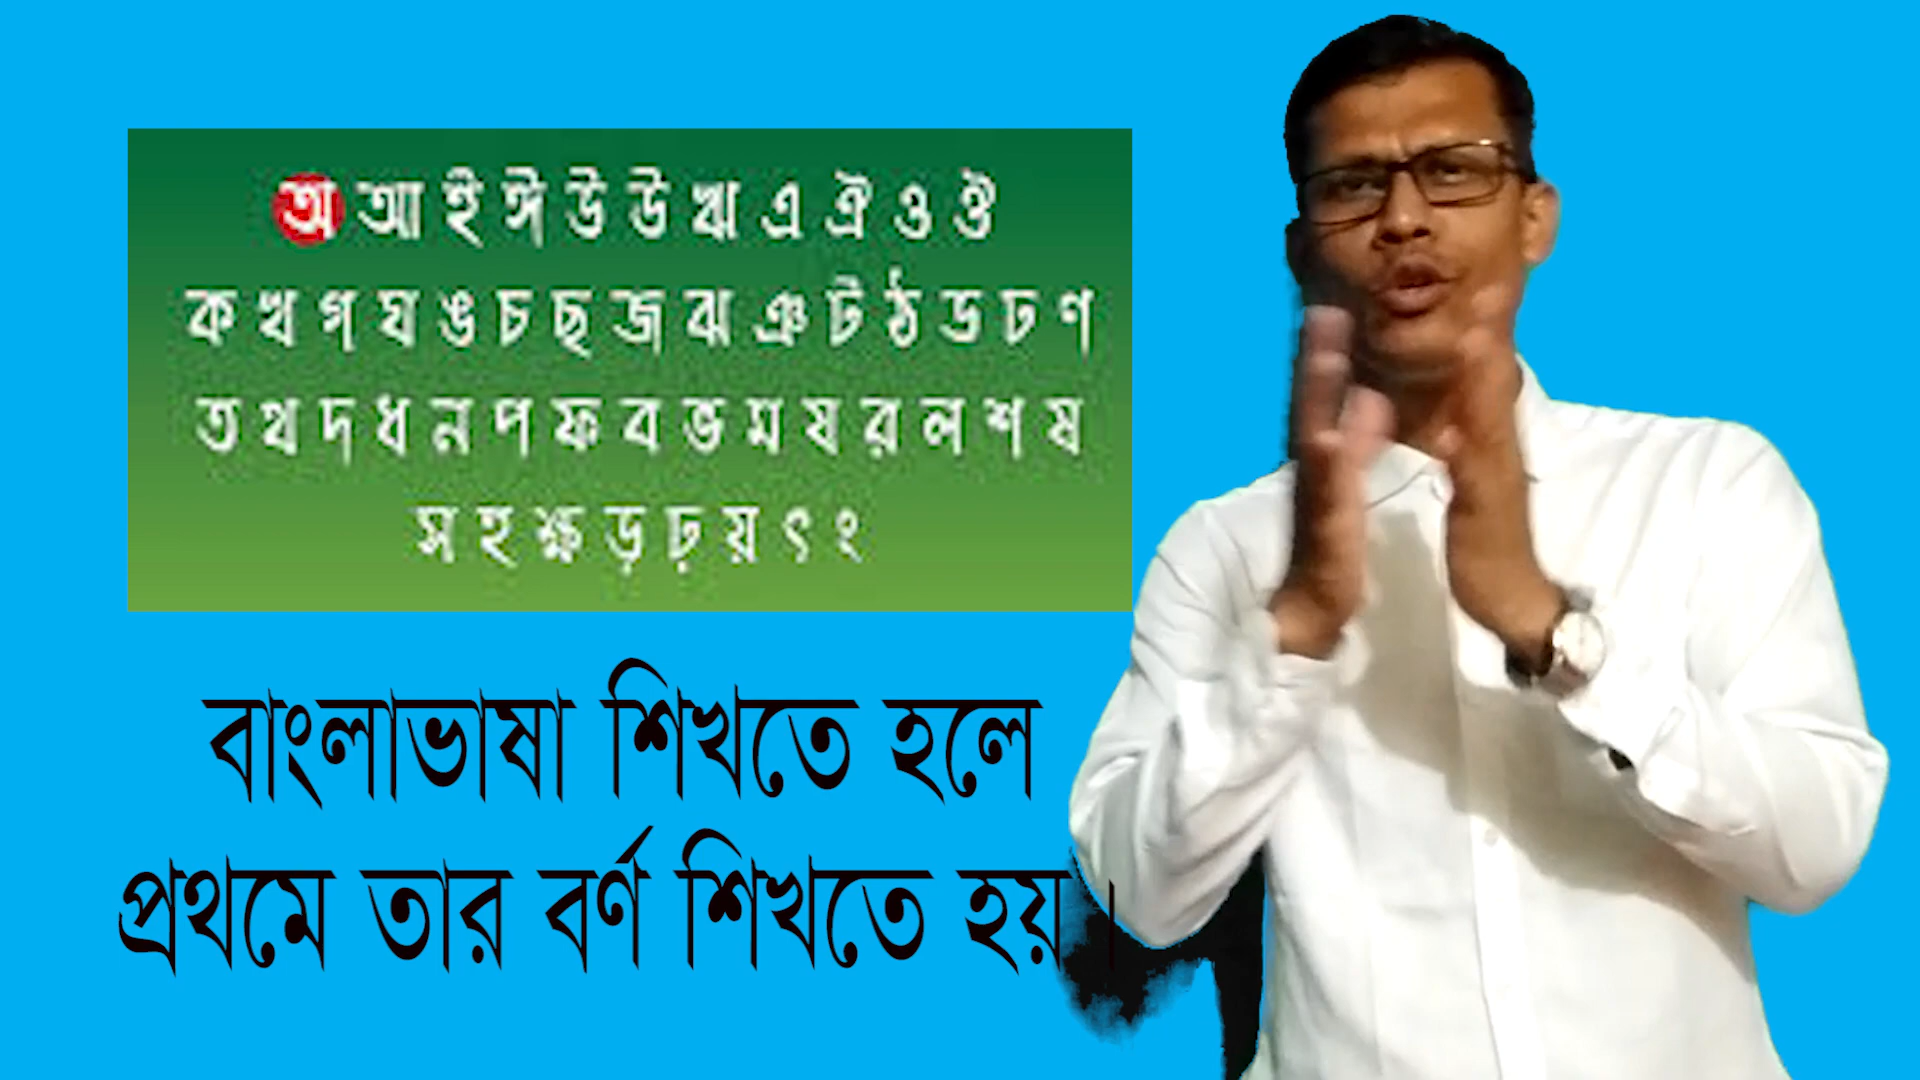 অ আ ই ঈ উ ঊ ঋ এ ঐ ও ঔ
ক খ গ ঘ ঙ চ ছ জ ঝ ঞ ট ঠ ড ঢ ণ
ত থ দ ধ ন প ফ ব ভ ম য র ল শ ষ
স হ ক্ষ ড় ঢ় য় ৎ ং
বাংলাভাষা শিখতে হলে
প্রথমে তার বর্ণ শিখতে হয় ।